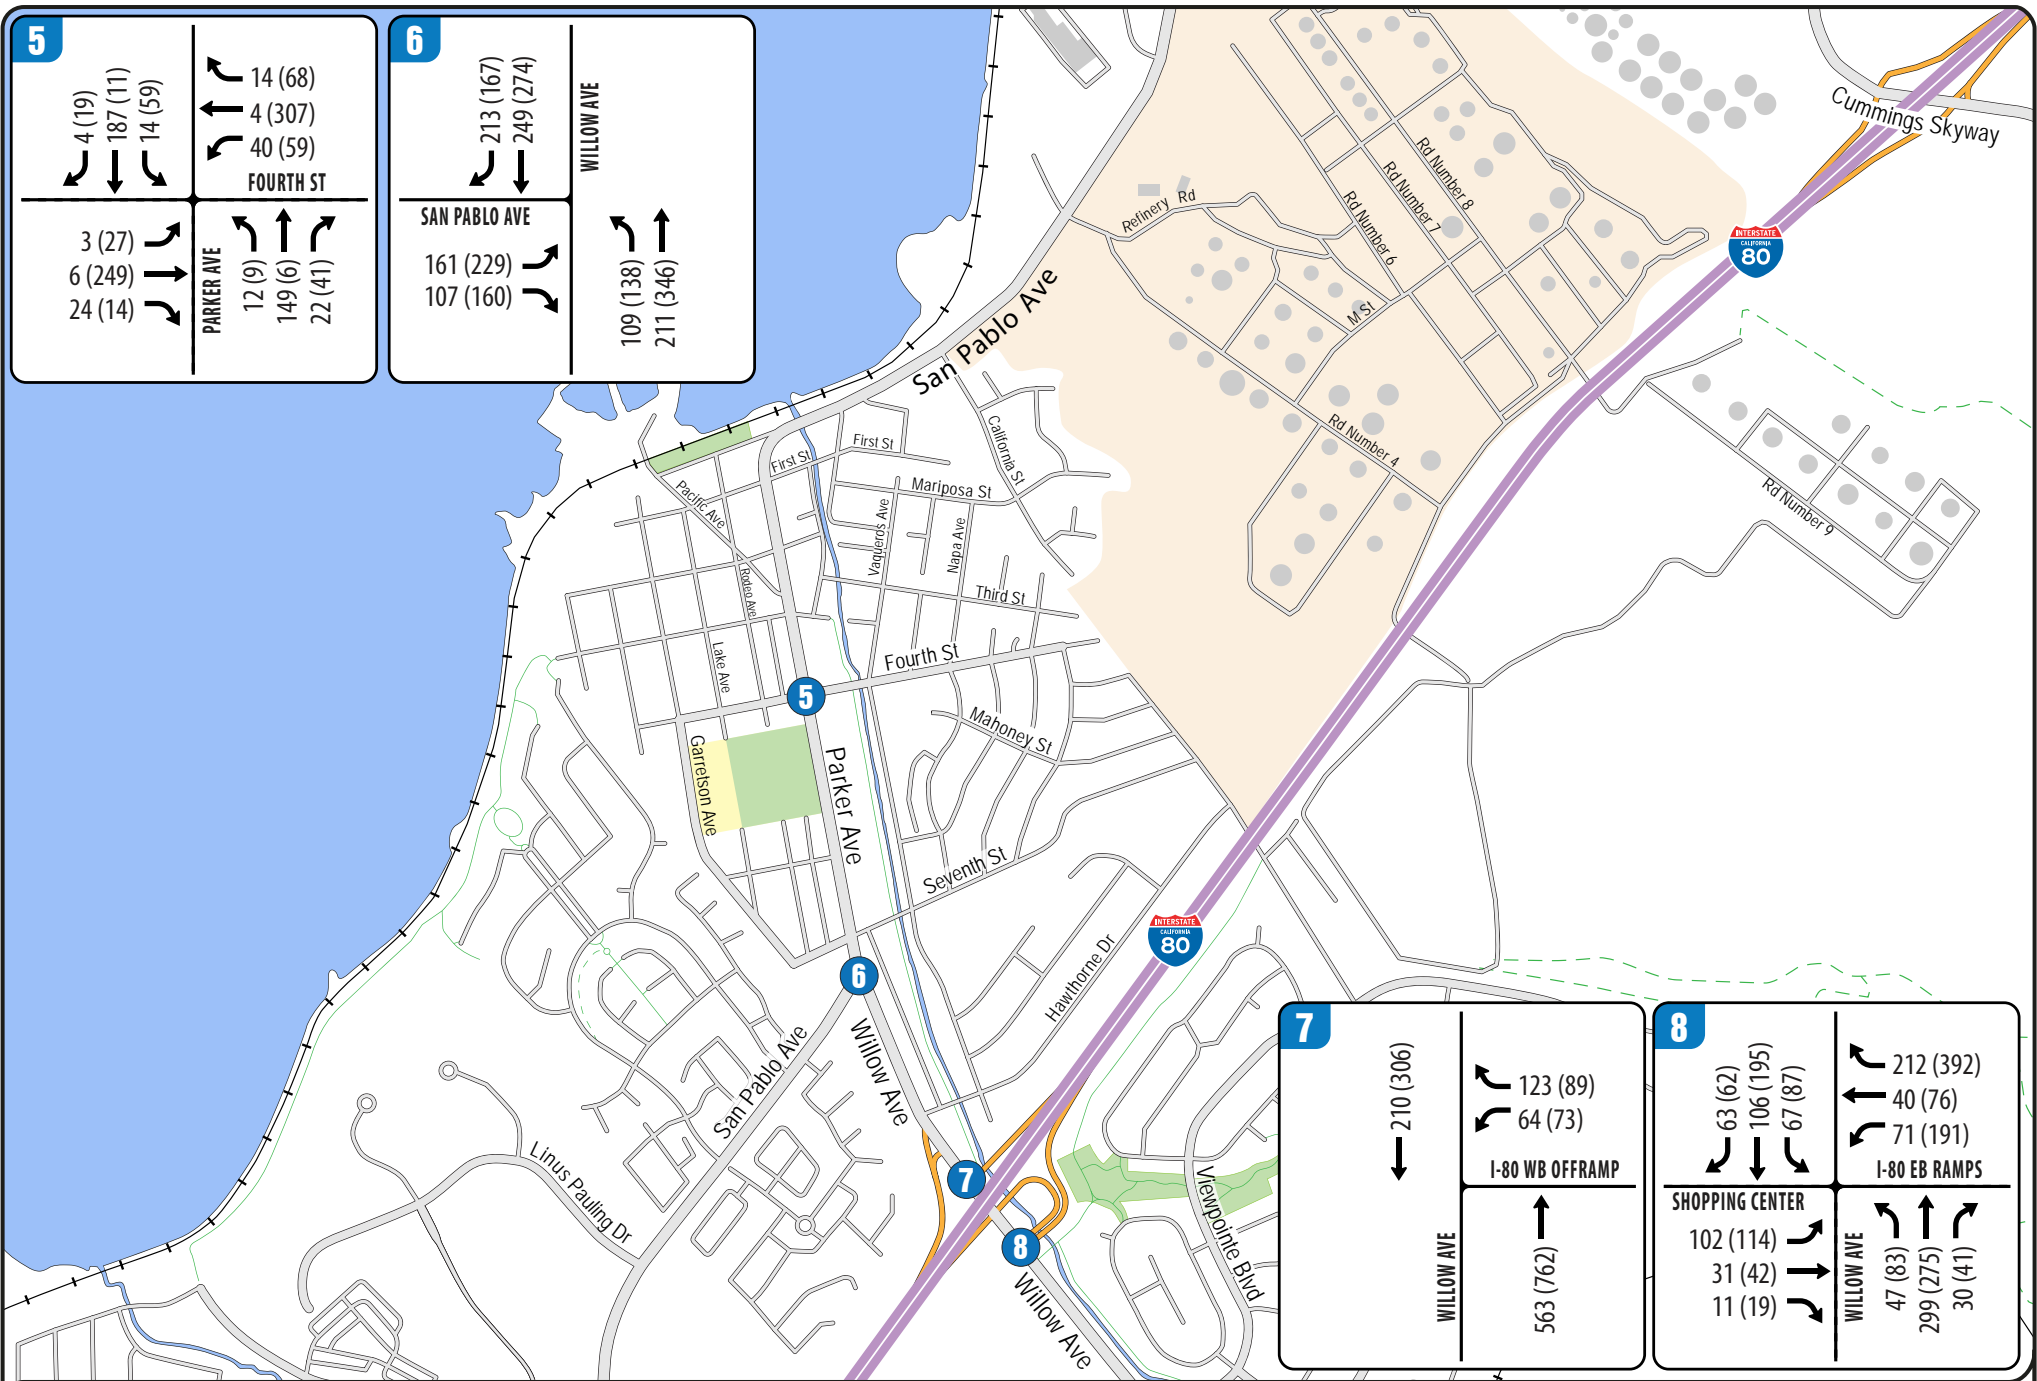 5
4 (19)
187 (11)
14 (59)
14 (68)
4 (307)
40 (59)
FOURTH ST
3 (27)
6 (249)
24 (14)
PARKER AVE
12 (9)
149 (6)
22 (41)
6
213 (167)
249 (274)
WILLOW AVE
SAN PABLO AVE
161 (229)
107 (160)
109 (138)
211 (346)
Cummings Skyway
INTERSTATE
CALIFORNIA
80
Refinery Rd
Rd Number 8
Rd Number 7
Rd Number 6
M St
San Pablo Ave
Rd Number 4
Rd Number 9
First St
First St
California St
Mariposa St
Pacific Ave
Vaqueros Ave
Napa Ave
Rodeo Ave
Third St
Lake Ave
Fourth St
5
Mahoney St
Garretson Ave
Parker Ave
Seventh St
INTERSTATE
CALIFORNIA
80
6
Hawthorne Dr
San Pablo Ave
Willow Ave
Linus Pauling Dr
7
Viewpointe Blvd
8
Willow Ave
7
210 (306)
123 (89)
64 (73)
I-80 WB OFFRAMP
WILLOW AVE
563 (762)
8
63 (62)
106 (195)
67 (87)
212 (392)
40 (76)
71 (191)
I-80 EB RAMPS
SHOPPING CENTER
102 (114)
31 (42)
11 (19)
WILLOW AVE
47 (83)
299 (275)
30 (41)